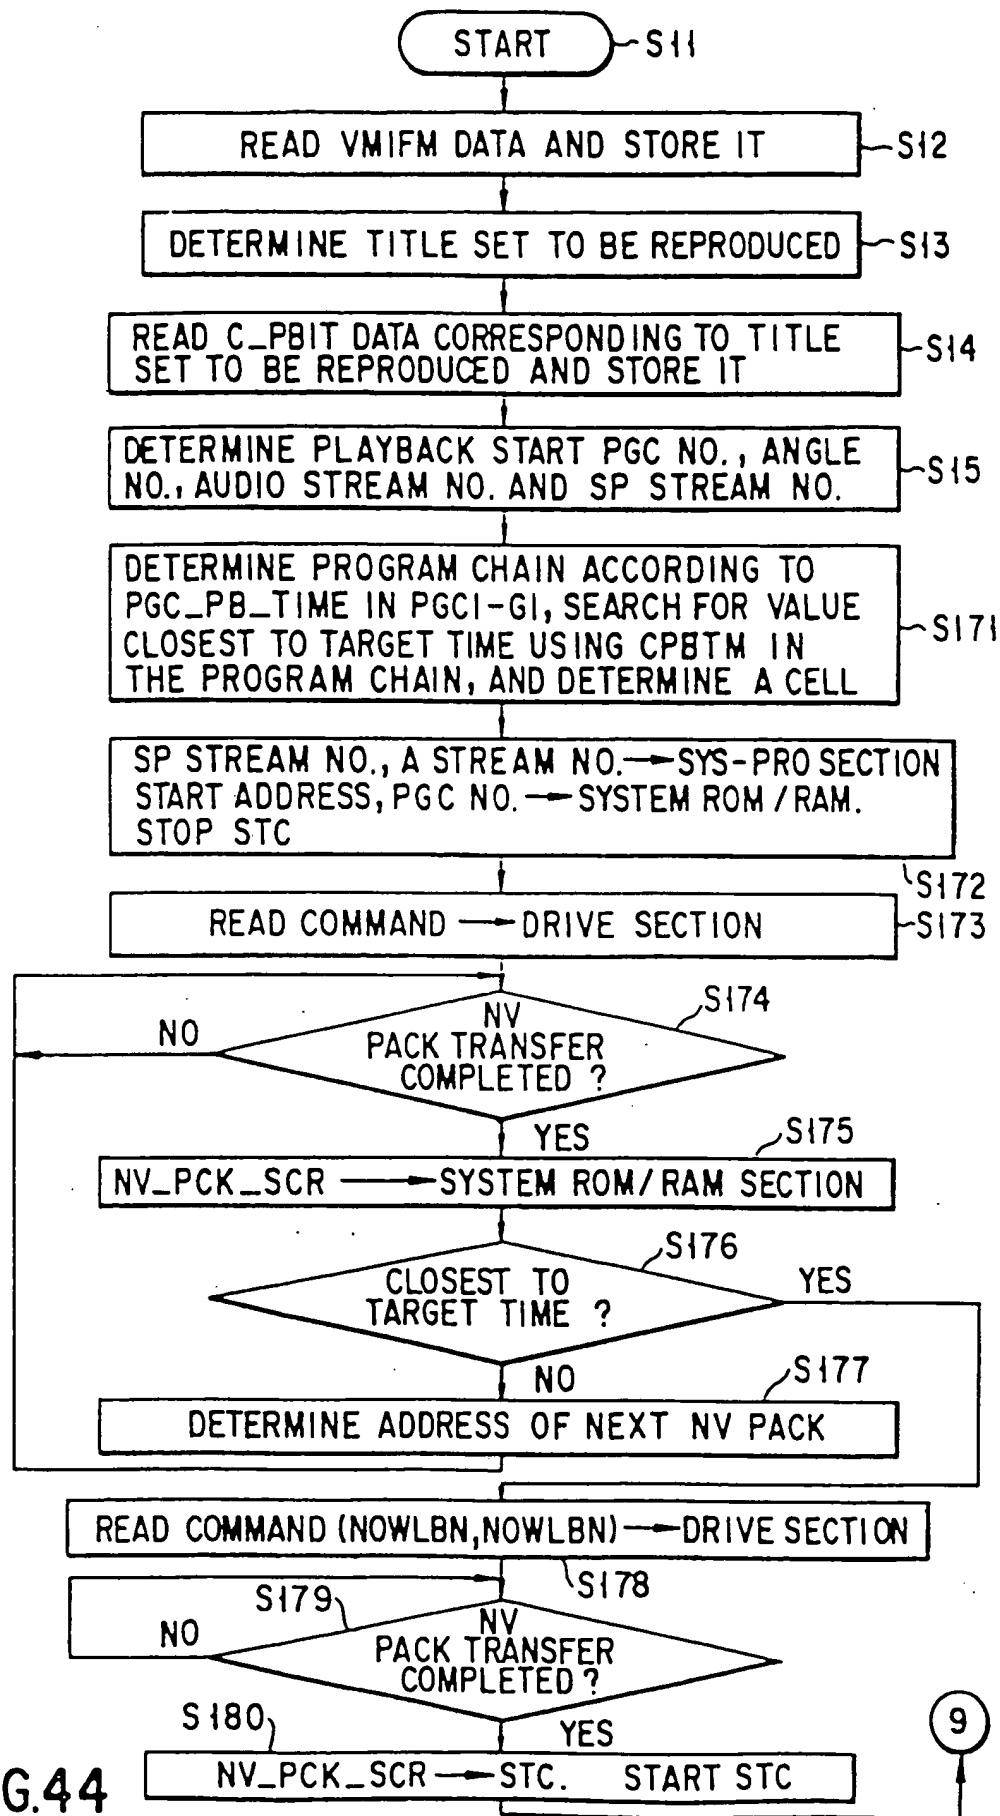 START
S11
READ VMIFM DATA AND STORE IT
S12
DETERMINE TITLE SET TO BE REPRODUCED
S13
READ C_PBIT DATA CORRESPONDING TO TITLE
SET TO BE REPRODUCED AND STORE IT
S14
DETERMINE PLAYBACK START PGC NO., ANGLE
NO., AUDIO STREAM NO. AND SP STREAM NO.
S15
DETERMINE PROGRAM CHAIN ACCORDING TO
PGC_PB_TIME IN PGCI-GI, SEARCH FOR VALUE
CLOSEST TO TARGET TIME USING CPBTM IN
THE PROGRAM CHAIN, AND DETERMINE A CELL
S171
SP STREAM NO., A STREAM NO.→SYS-PRO SECTION
START ADDRESS, PGC NO.→SYSTEM ROM/RAM.
STOP STC
S172
READ COMMAND→DRIVE SECTION
S173
S174
NV
PACK TRANSFER
COMPLETED ?
NO
YES
S175
NV_PCK_SCR→SYSTEM ROM/RAM SECTION
S176
CLOSEST TO
TARGET TIME ?
YES
NO
S177
DETERMINE ADDRESS OF NEXT NV PACK
READ COMMAND (NOWLBN,NOWLBN)→DRIVE SECTION
S178
S179
NV
PACK TRANSFER
COMPLETED ?
NO
YES
S180
NV_PCK_SCR→STC. START STC
9
G.44